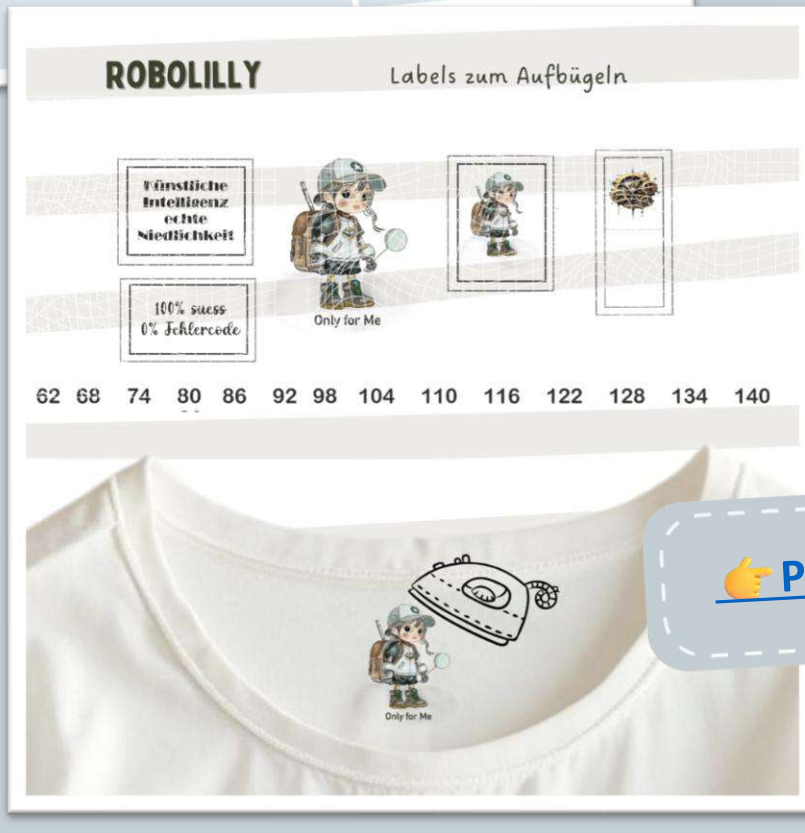 ROBOLILLY
Labels zum Aufbügeln
Künstliche
Intelligenz
echte
Niedlichkeit
100% suess
0% Fehlercode
Only for Me
62 68 74 80 86 92 98 104 110 116 122 128 134 140
👉 P
Only for Me